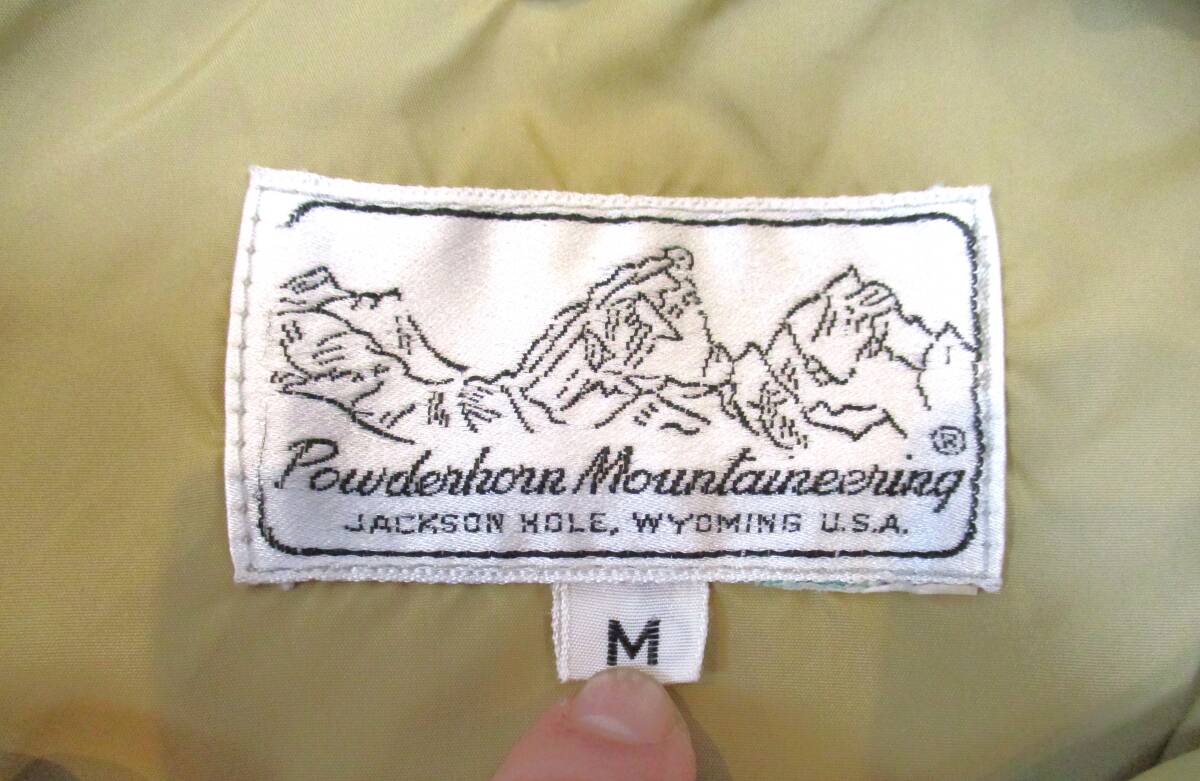 Powderhorn Mountaineering ®
JACKSON HOLE, WYOMING U.S.A.
M